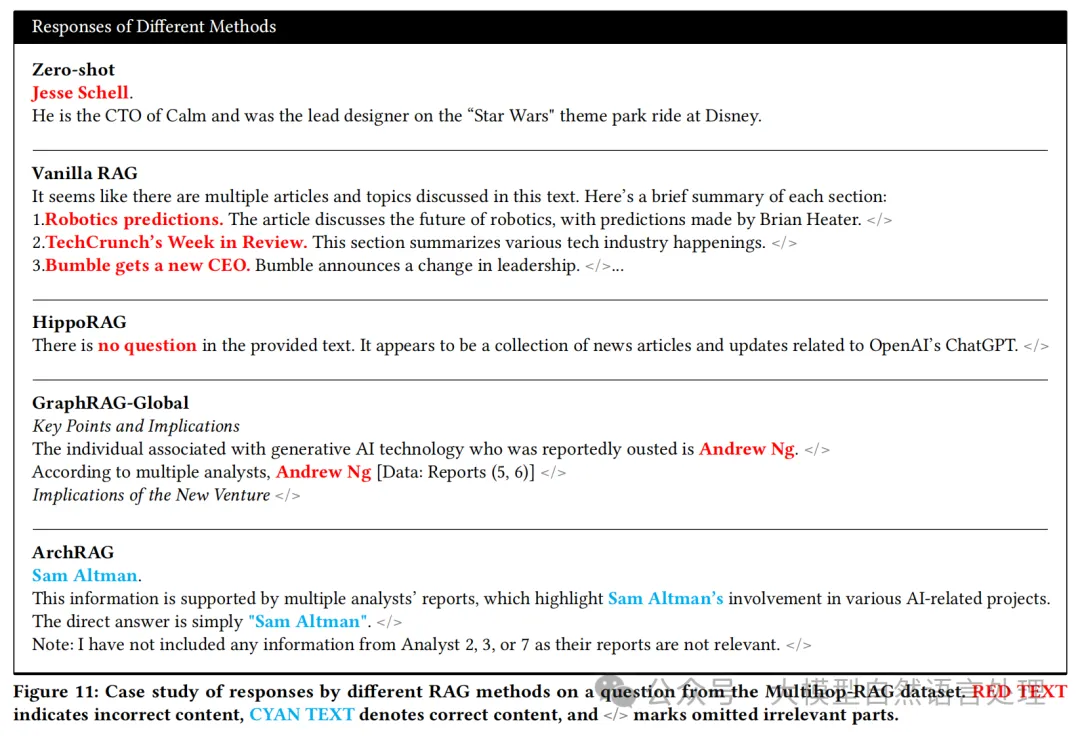 Responses of Different Methods
Zero-shot
Jesse Schell.
He is the CTO of Calm and was the lead designer on the “Star Wars" theme park ride at Disney.
Vanilla RAG
It seems like there are multiple articles and topics discussed in this text. Here’s a brief summary of each section:
1.Robotics predictions. The article discusses the future of robotics, with predictions made by Brian Heater. </>
2.TechCrunch’s Week in Review. This section summarizes various tech industry happenings. </>
3.Bumble gets a new CEO. Bumble announces a change in leadership. </>...
HippoRAG
There is no question in the provided text. It appears to be a collection of news articles and updates related to OpenAI’s ChatGPT. </>
GraphRAG-Global
Key Points and Implications
The individual associated with generative AI technology who was reportedly ousted is Andrew Ng. </>
According to multiple analysts, Andrew Ng [Data: Reports (5, 6)] </>
Implications of the New Venture </>
ArchRAG
Sam Altman.
This information is supported by multiple analysts’ reports, which highlight Sam Altman’s involvement in various AI-related projects.
The direct answer is simply "Sam Altman". </>
Note: I have not included any information from Analyst 2, 3, or 7 as their reports are not relevant. </>
Figure 11: Case study of responses by different RAG methods on a question from the Multihop-RAG dataset. RED TEXT
indicates incorrect content, CYAN TEXT denotes correct content, and </> marks omitted irrelevant parts.
公众号 · 大模型自然语言处理